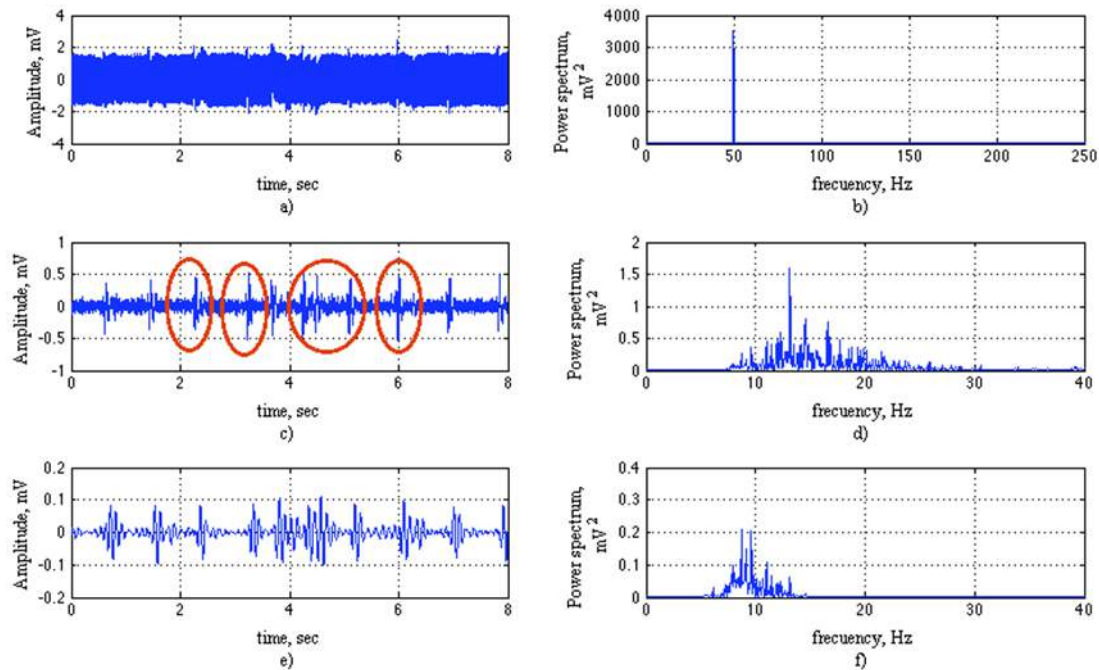 Amplitude, mV
4
2
0
-2
-4
0 2 4 6 8
time, sec
a)
Power spectrum,
mV 2
4000
3000
2000
1000
0
0 50 100 150 200 250
frecuency, Hz
b)
Amplitude, mV
1
0.5
0
-0.5
-1
0 2 4 6 8
time, sec
c)
Power spectrum,
mV 2
2
1.5
1
0.5
0
0 10 20 30 40
frecuency, Hz
d)
Amplitude, mV
0.2
0.1
0
-0.1
-0.2
0 2 4 6 8
time, sec
e)
Power spectrum,
mV 2
0.4
0.3
0.2
0.1
0
0 10 20 30 40
frecuency, Hz
f)